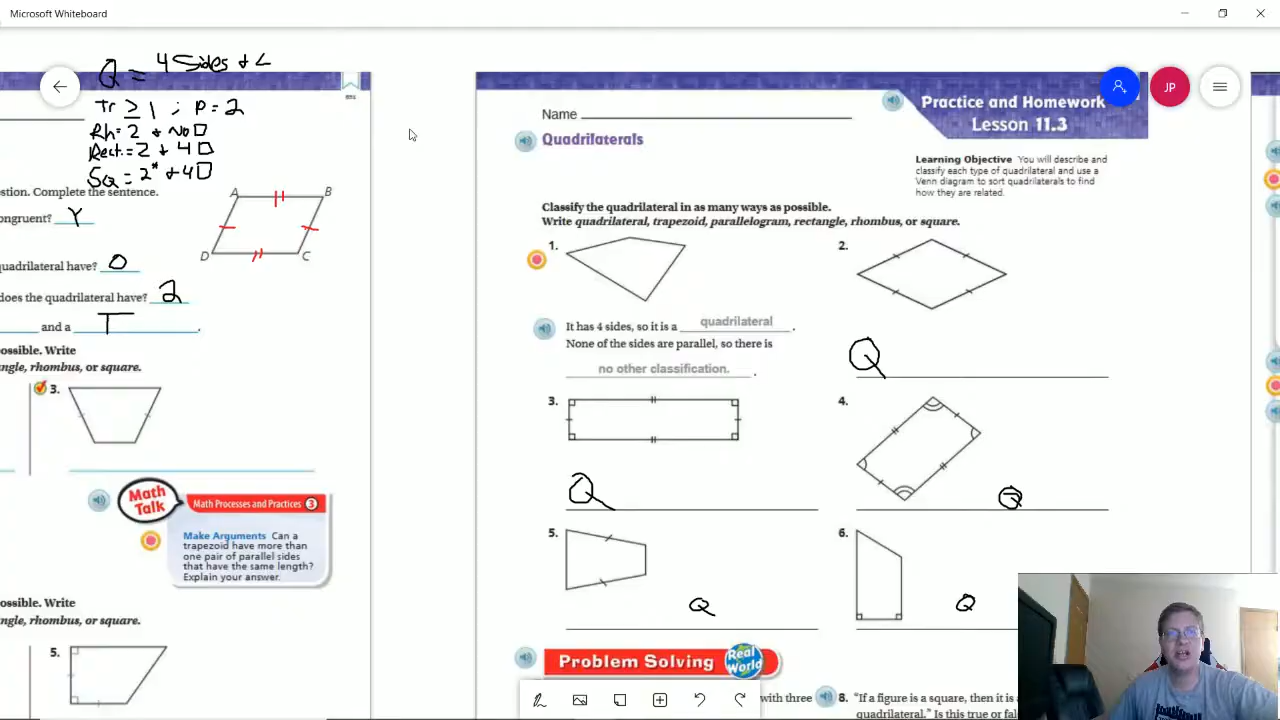 Microsoft Whiteboard
Q = 4 Sides + 4
Tr ≥ 1 ; P = 2
Rh = 2 + No □
Rect. = 2 + 4 □
SQ = 2* + 4 □
estion. Complete the sentence.
ongruent? Y
quadrilateral have? 0
does the quadrilateral have? 2
and a T .
A B
D C
ossible. Write
ngle, rhombus, or square.
3.
Math Talk
Math Processes and Practices 3
Make Arguments Can a
trapezoid have more than
one pair of parallel sides
that have the same length?
Explain your answer.
ossible. Write
ngle, rhombus, or square.
5.
Name
Quadrilaterals
Practice and Homework
Lesson 11.3
JP
Learning Objective You will describe and
classify each type of quadrilateral and use a
Venn diagram to sort quadrilaterals to find
how they are related.
Classify the quadrilateral in as many ways as possible.
Write quadrilateral, trapezoid, parallelogram, rectangle, rhombus, or square.
1.
It has 4 sides, so it is a quadrilateral .
None of the sides are parallel, so there is
no other classification. .
2.
Q
3.
Q
4.
Q
5.
Q
6.
Q
Problem Solving Real World
with three
8. "If a figure is a square, then it is a
quadrilateral." Is this true or fal